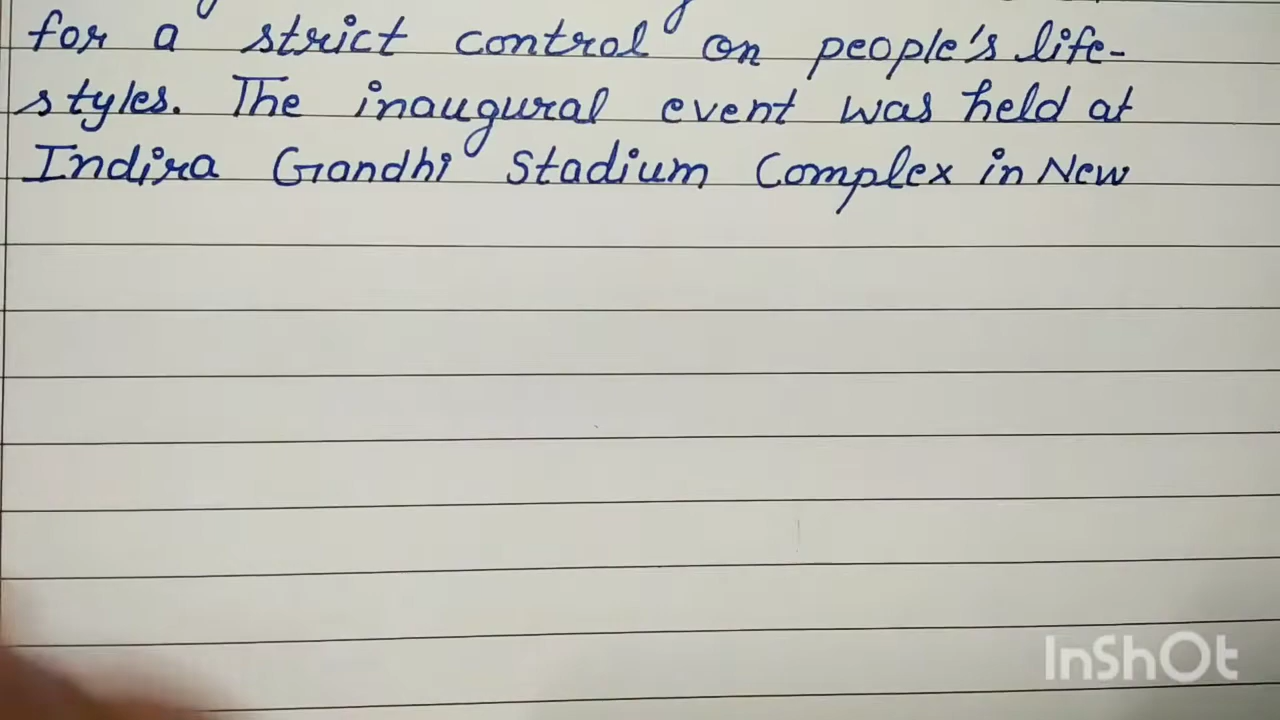 for a strict control on people's life-
styles. The inaugural event was held at
Indira Gandhi Stadium Complex in New
InShOt